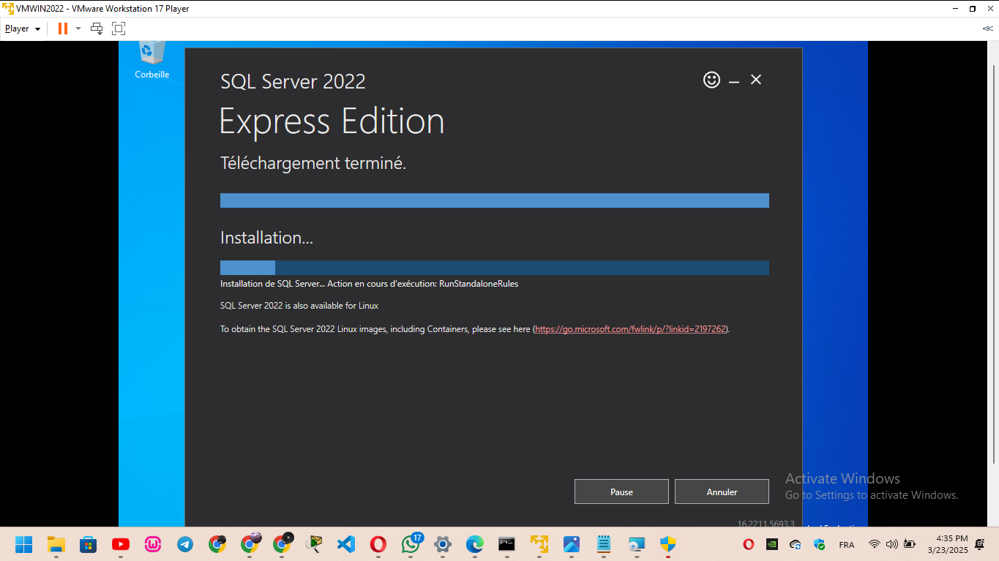 VMWIN2022 - VMware Workstation 17 Player
Player
Corbeille
SQL Server 2022
Express Edition
Téléchargement terminé.
Installation...
Installation de SQL Server... Action en cours d'exécution: RunStandaloneRules
SQL Server 2022 is also available for Linux
To obtain the SQL Server 2022 Linux images, including Containers, please see here (https://go.microsoft.com/fwlink/p/?linkid=2197262).
Pause
Annuler
Activate Windows
Go to Settings to activate Windows.
16.2211.5693.3
17
FRA
4:35 PM
3/23/2025